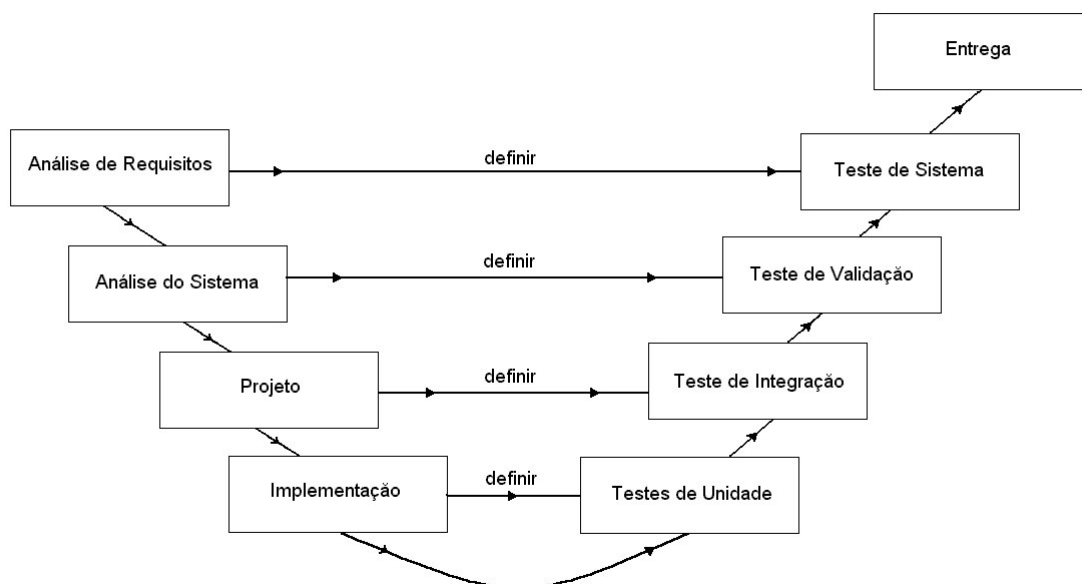 Entrega
Análise de Requisitos
definir
Teste de Sistema
Análise do Sistema
definir
Teste de Validação
Projeto
definir
Teste de Integração
Implementação
definir
Testes de Unidade